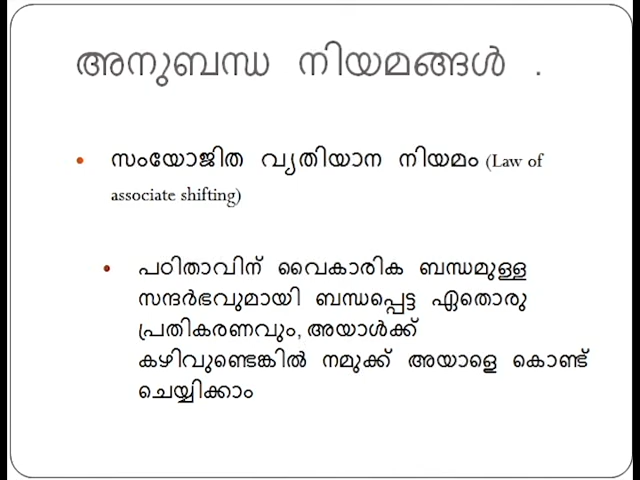 അനുബന്ധ നിയമങ്ങൾ .
സംയോജിത വ്യതിയാന നിയമം (Law of
associate shifting)
പഠിതാവിന് വൈകാരിക ബന്ധമുള്ള
സന്ദർഭവുമായി ബന്ധപ്പെട്ട ഏതൊരു
പ്രതികരണവും, അയാൾക്ക്
കഴിവുണ്ടെങ്കിൽ നമുക്ക് അയാളെ കൊണ്ട്
ചെയ്യിക്കാം